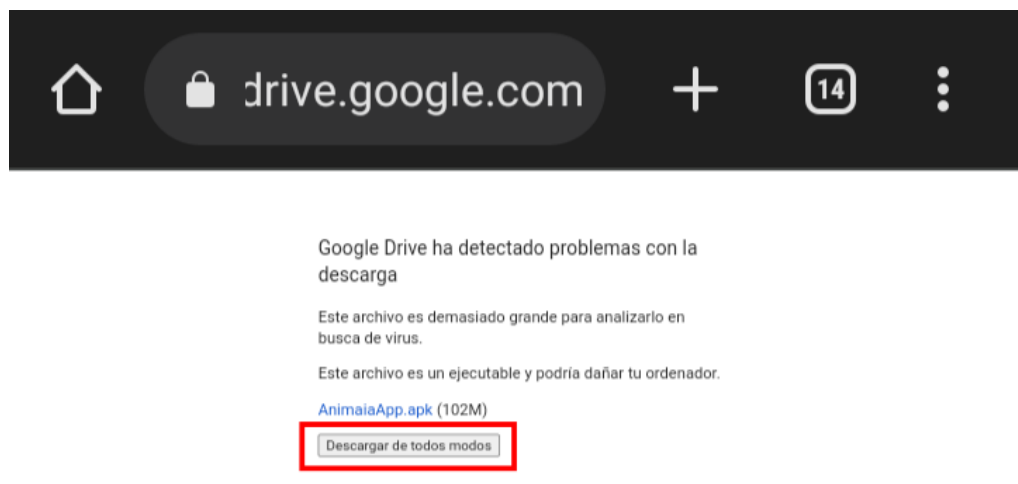 drive.google.com
14
Google Drive ha detectado problemas con la
descarga
Este archivo es demasiado grande para analizarlo en
busca de virus.
Este archivo es un ejecutable y podría dañar tu ordenador.
AnimaiaApp.apk (102M)
Descargar de todos modos